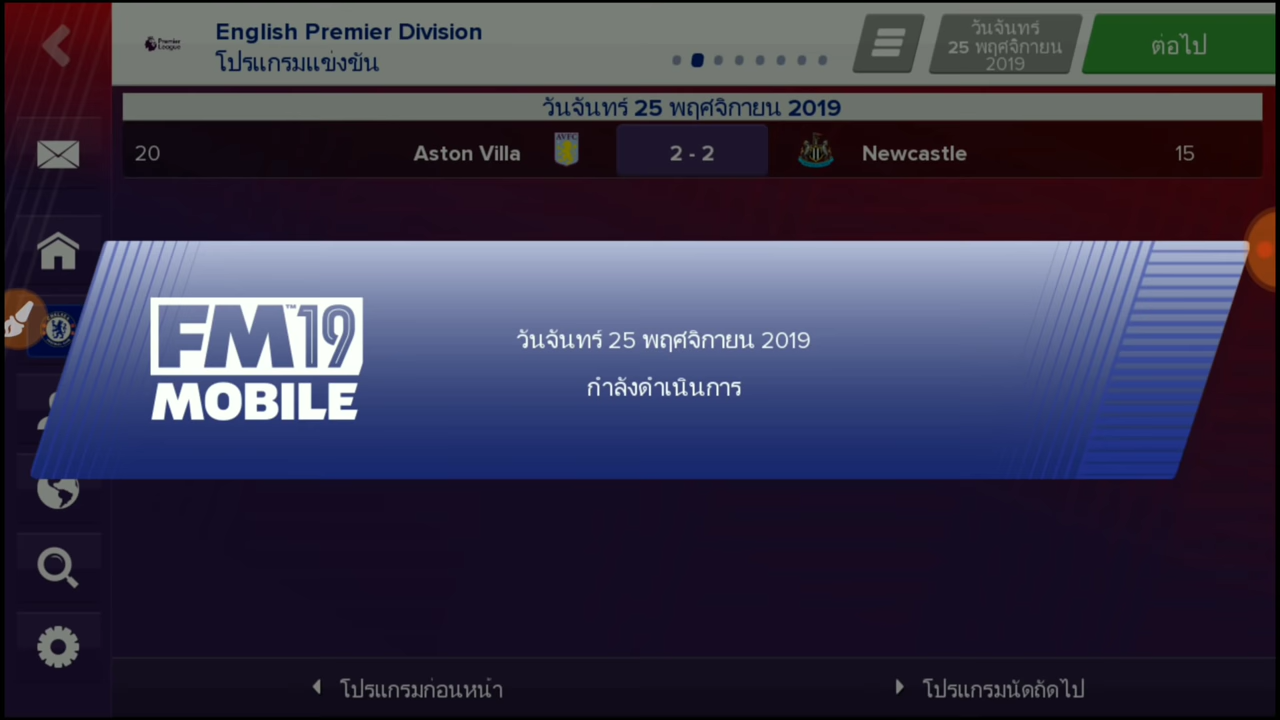 Premier League
English Premier Division
โปรแกรมแข่งขัน
วันจันทร์
25 พฤศจิกายน
2019
ต่อไป
วันจันทร์ 25 พฤศจิกายน 2019
20 Aston Villa AVFC 2 - 2 Newcastle 15
FM19
™
MOBILE
วันจันทร์ 25 พฤศจิกายน 2019
กำลังดำเนินการ
โปรแกรมก่อนหน้า
โปรแกรมนัดถัดไป